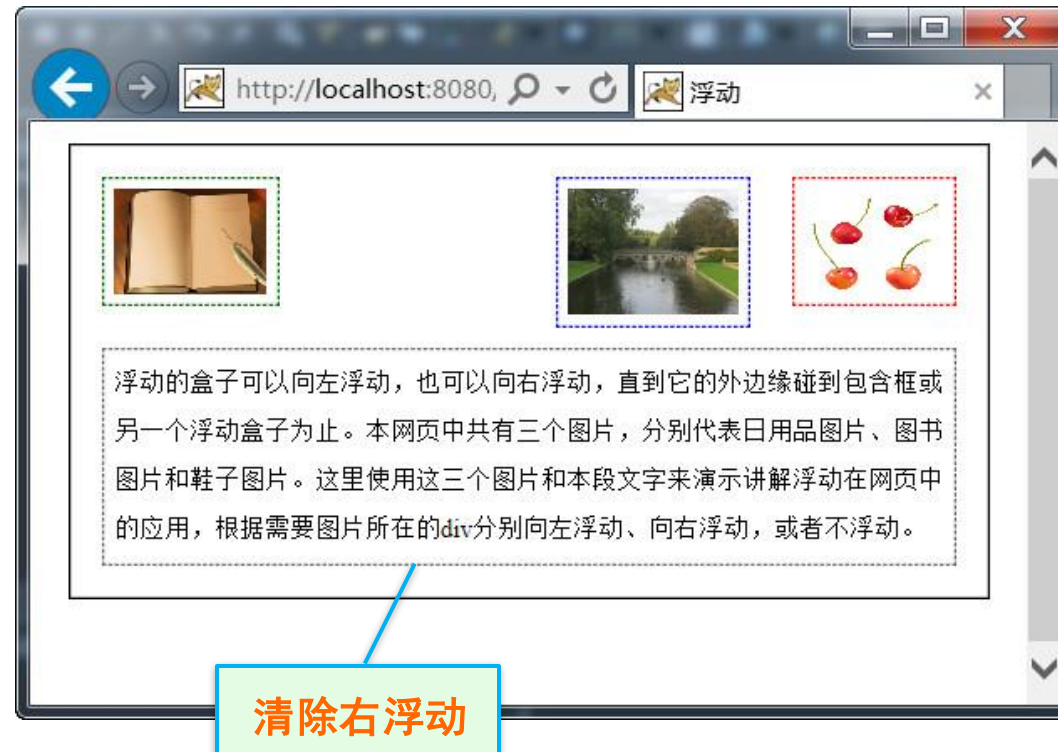 http://localhost:8080,
浮动
浮动的盒子可以向左浮动，也可以向右浮动，直到它的外边缘碰到包含框或
另一个浮动盒子为止。本网页中共有三个图片，分别代表日用品图片、图书
图片和鞋子图片。这里使用这三个图片和本段文字来演示讲解浮动在网页中
的应用，根据需要图片所在的div分别向左浮动、向右浮动，或者不浮动。
清除右浮动